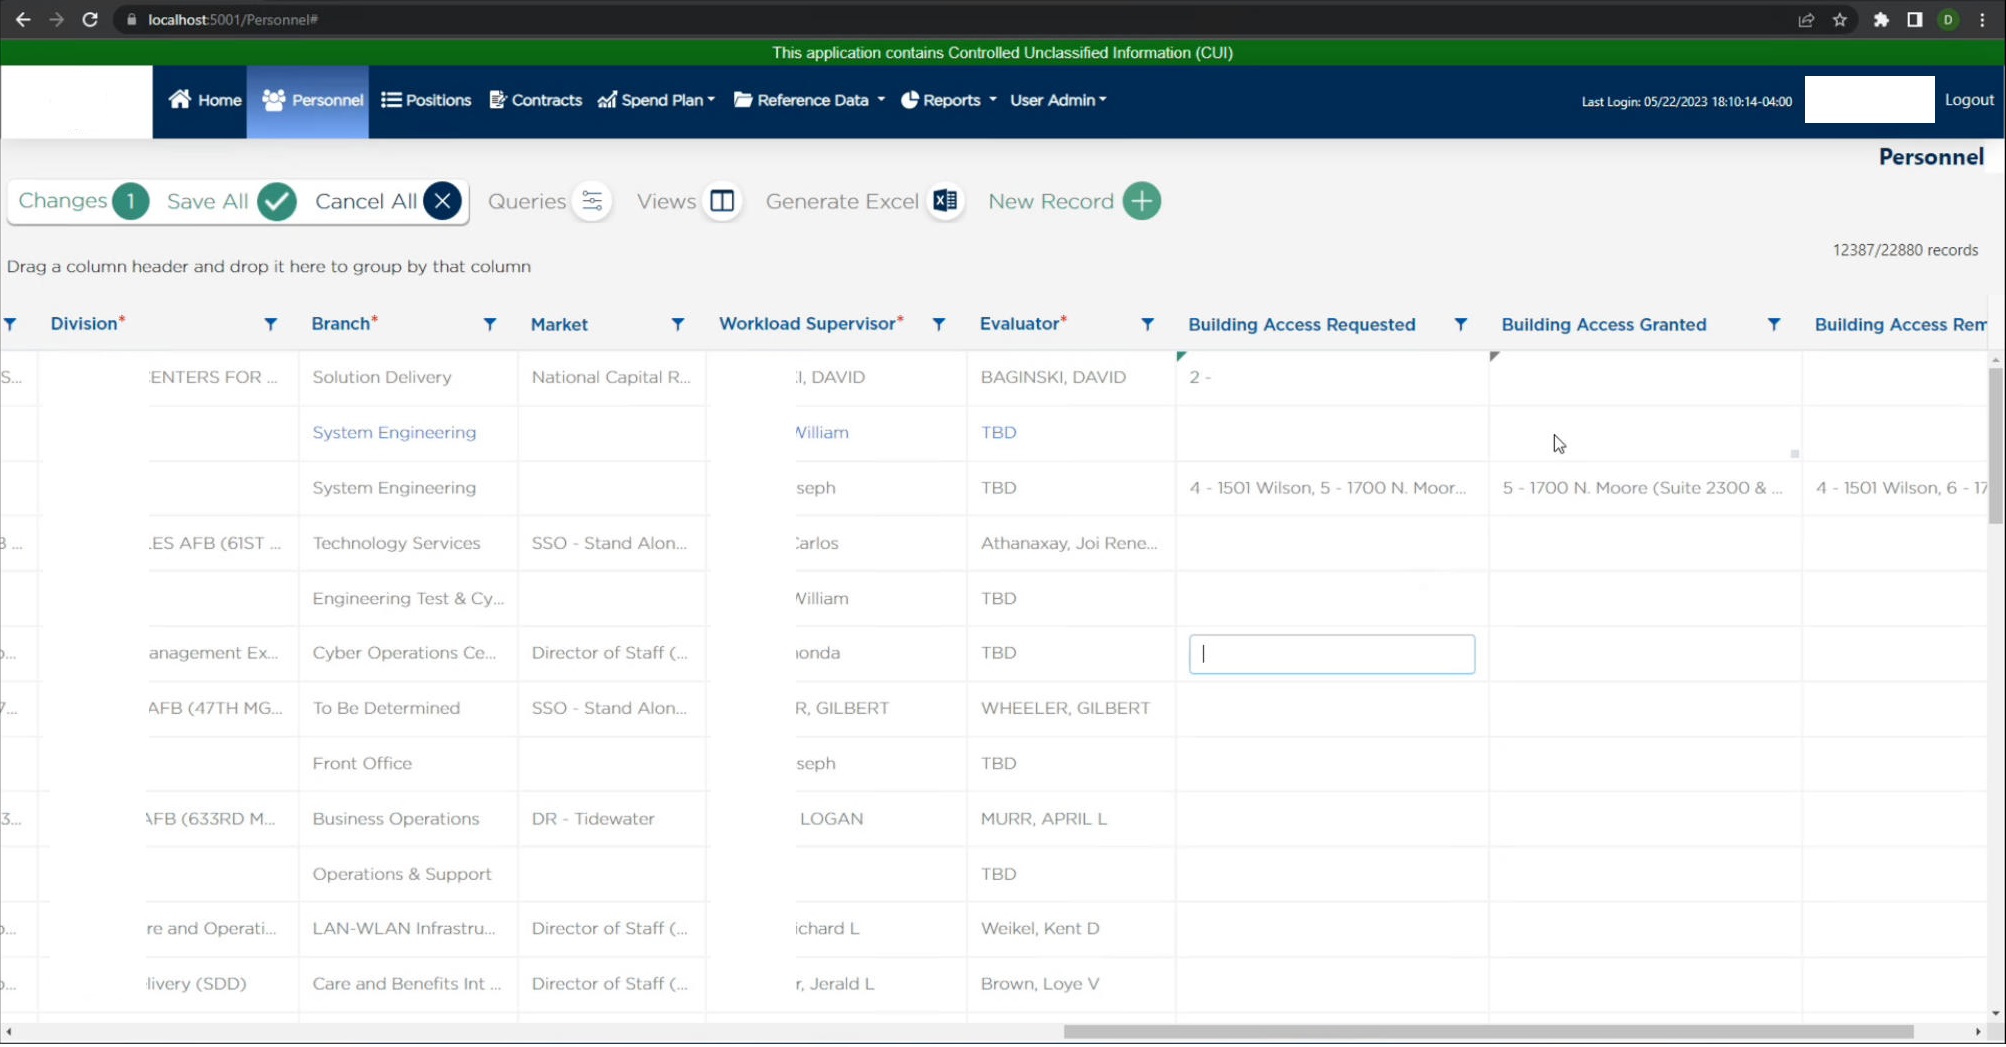 localhost:5001/Personnel#
D
This application contains Controlled Unclassified Information (CUI)
Home Personnel Positions Contracts Spend Plan Reference Data Reports User Admin Last Login: 05/22/2023 18:10:14-04:00 Logout
Personnel
Changes 1 Save All Cancel All Queries Views Generate Excel New Record
12387/22880 records
Drag a column header and drop it here to group by that column
Division* Branch* Market Workload Supervisor* Evaluator* Building Access Requested Building Access Granted Building Access Rem
S... ENTERS FOR ... Solution Delivery National Capital R... I, DAVID BAGINSKI, DAVID 2 -
System Engineering William TBD
System Engineering seph TBD 4 - 1501 Wilson, 5 - 1700 N. Moor... 5 - 1700 N. Moore (Suite 2300 & ... 4 - 1501 Wilson, 6 - 17
3 ... LES AFB (61ST ... Technology Services SSO - Stand Alon... Carlos Athanaxay, Joi Rene...
Engineering Test & Cy... William TBD
o... anagement Ex... Cyber Operations Ce... Director of Staff (... onda TBD
7... AFB (47TH MG... To Be Determined SSO - Stand Alon... R, GILBERT WHEELER, GILBERT
Front Office seph TBD
3... AFB (633RD M... Business Operations DR - Tidewater LOGAN MURR, APRIL L
Operations & Support TBD
o... re and Operati... LAN-WLAN Infrastru... Director of Staff (... ichard L Weikel, Kent D
o... livery (SDD) Care and Benefits Int ... Director of Staff (... r, Jerald L Brown, Loye V